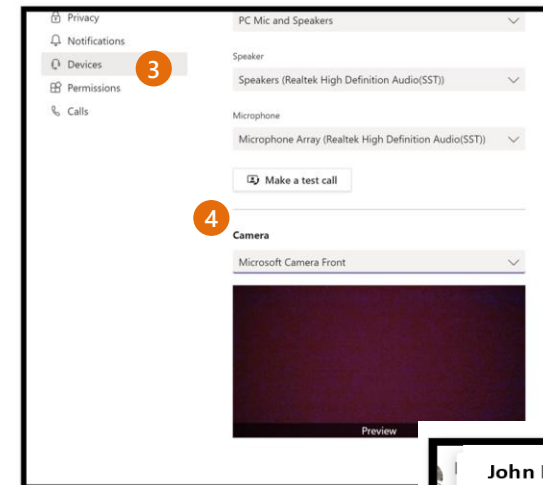 Privacy
Notifications
Devices
3
Permissions
Calls
PC Mic and Speakers
Speaker
Speakers (Realtek High Definition Audio(SST))
Microphone
Microphone Array (Realtek High Definition Audio(SST))
Make a test call
4
Camera
Microsoft Camera Front
Preview
John